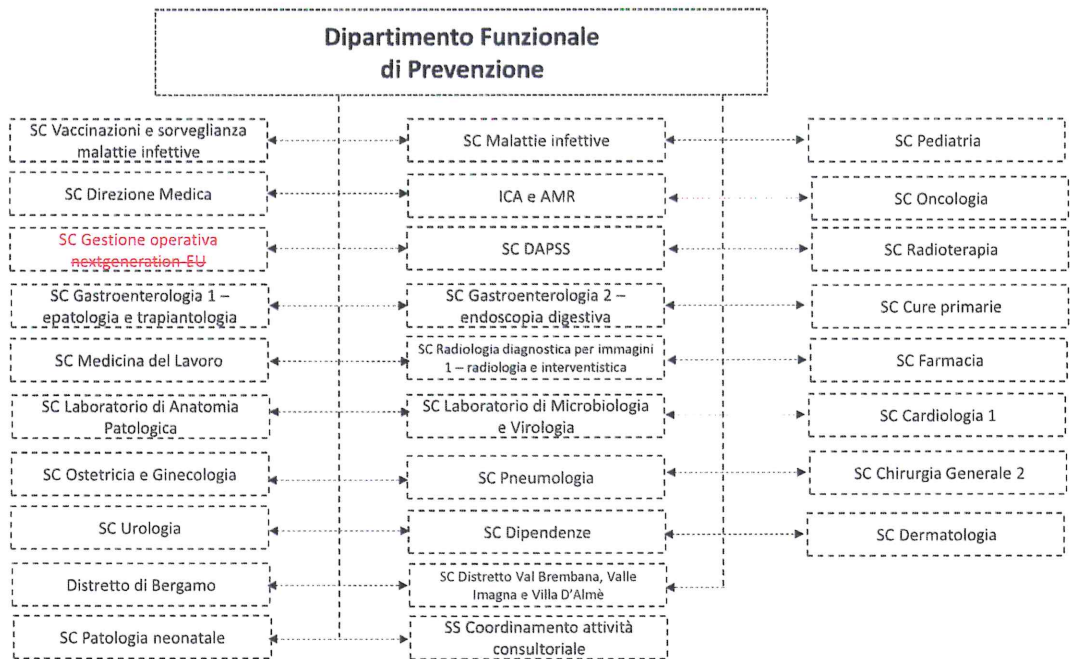 Dipartimento Funzionale
di Prevenzione
SC Vaccinazioni e sorveglianza
malattie infettive
SC Malattie infettive
SC Pediatria
SC Direzione Medica
ICA e AMR
SC Oncologia
SC Gestione operativa
nextgeneration-EU
SC DAPSS
SC Radioterapia
SC Gastroenterologia 1 –
epatologia e trapiantologia
SC Gastroenterologia 2 –
endoscopia digestiva
SC Cure primarie
SC Medicina del Lavoro
SC Radiologia diagnostica per immagini
1 – radiologia e interventistica
SC Farmacia
SC Laboratorio di Anatomia
Patologica
SC Laboratorio di Microbiologia
e Virologia
SC Cardiologia 1
SC Ostetricia e Ginecologia
SC Pneumologia
SC Chirurgia Generale 2
SC Urologia
SC Dipendenze
SC Dermatologia
Distretto di Bergamo
SC Distretto Val Brembana, Valle
Imagna e Villa D'Almè
SC Patologia neonatale
SS Coordinamento attività
consultoriale